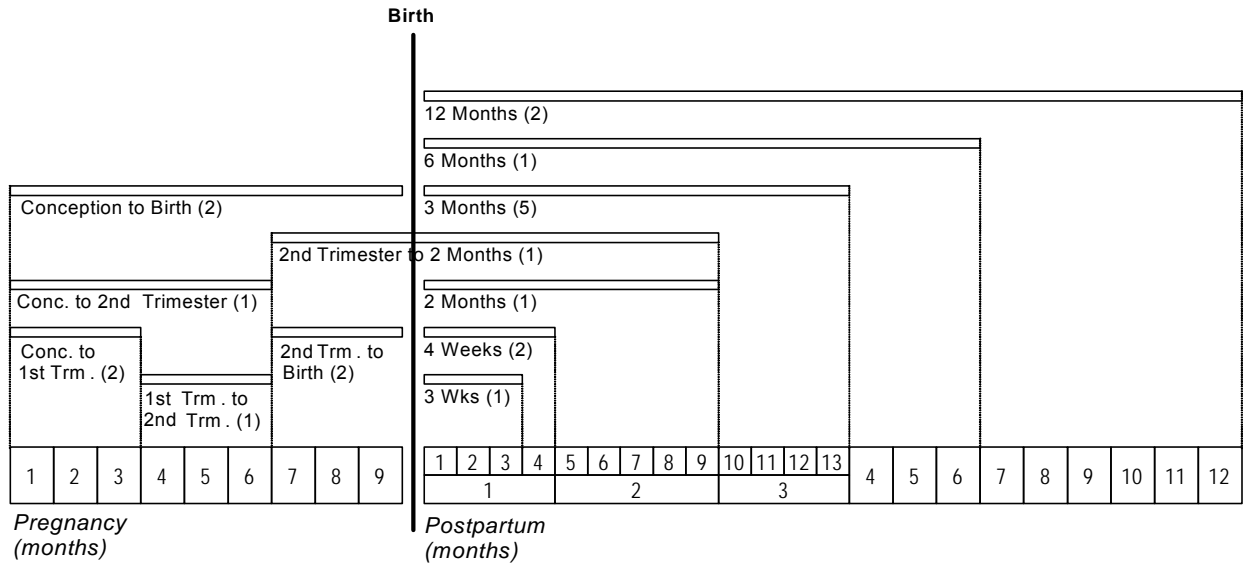 Birth
12 Months (2)
6 Months (1)
Conception to Birth (2)
3 Months (5)
2nd Trimester to 2 Months (1)
Conc. to 2nd Trimester (1)
2 Months (1)
Conc. to
1st Trm . (2)
2nd Trm . to
Birth (2)
4 Weeks (2)
1st Trm . to
2nd Trm . (1)
3 Wks (1)
1 2 3 4 5 6 7 8 9
1 2 3 4 5 6 7 8 9 10 11 12 13
1 2 3
4 5 6 7 8 9 10 11 12
Pregnancy
(months)
Postpartum
(months)